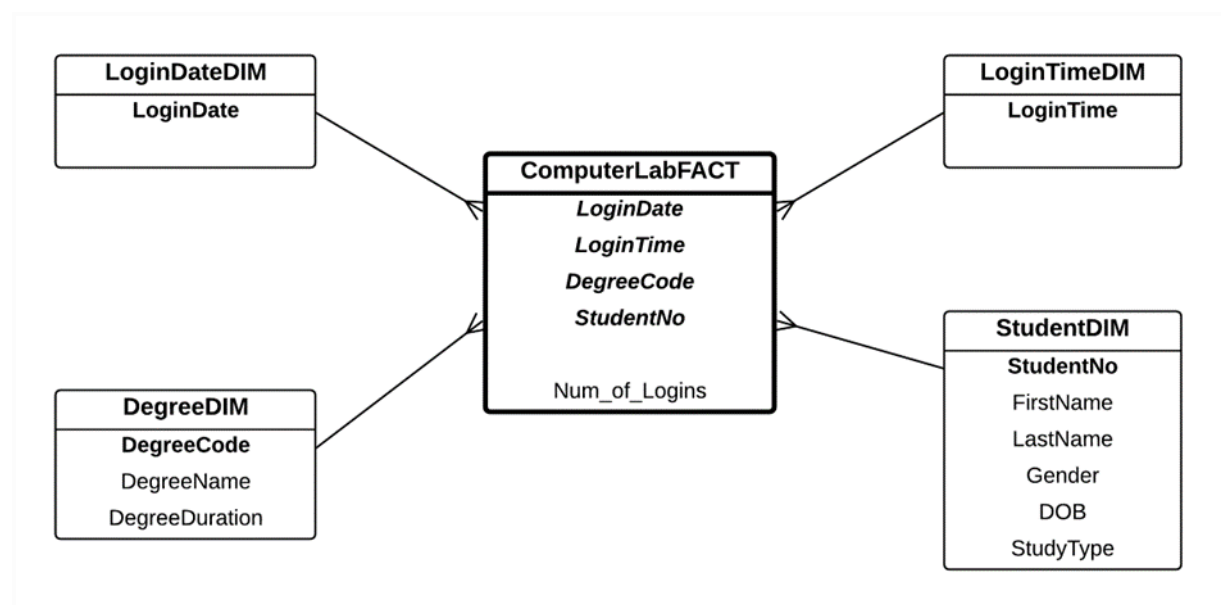 LoginDateDIM
LoginDate
LoginTimeDIM
LoginTime
ComputerLabFACT
LoginDate
LoginTime
DegreeCode
StudentNo
Num_of_Logins
DegreeDIM
DegreeCode
DegreeName
DegreeDuration
StudentDIM
StudentNo
FirstName
LastName
Gender
DOB
StudyType